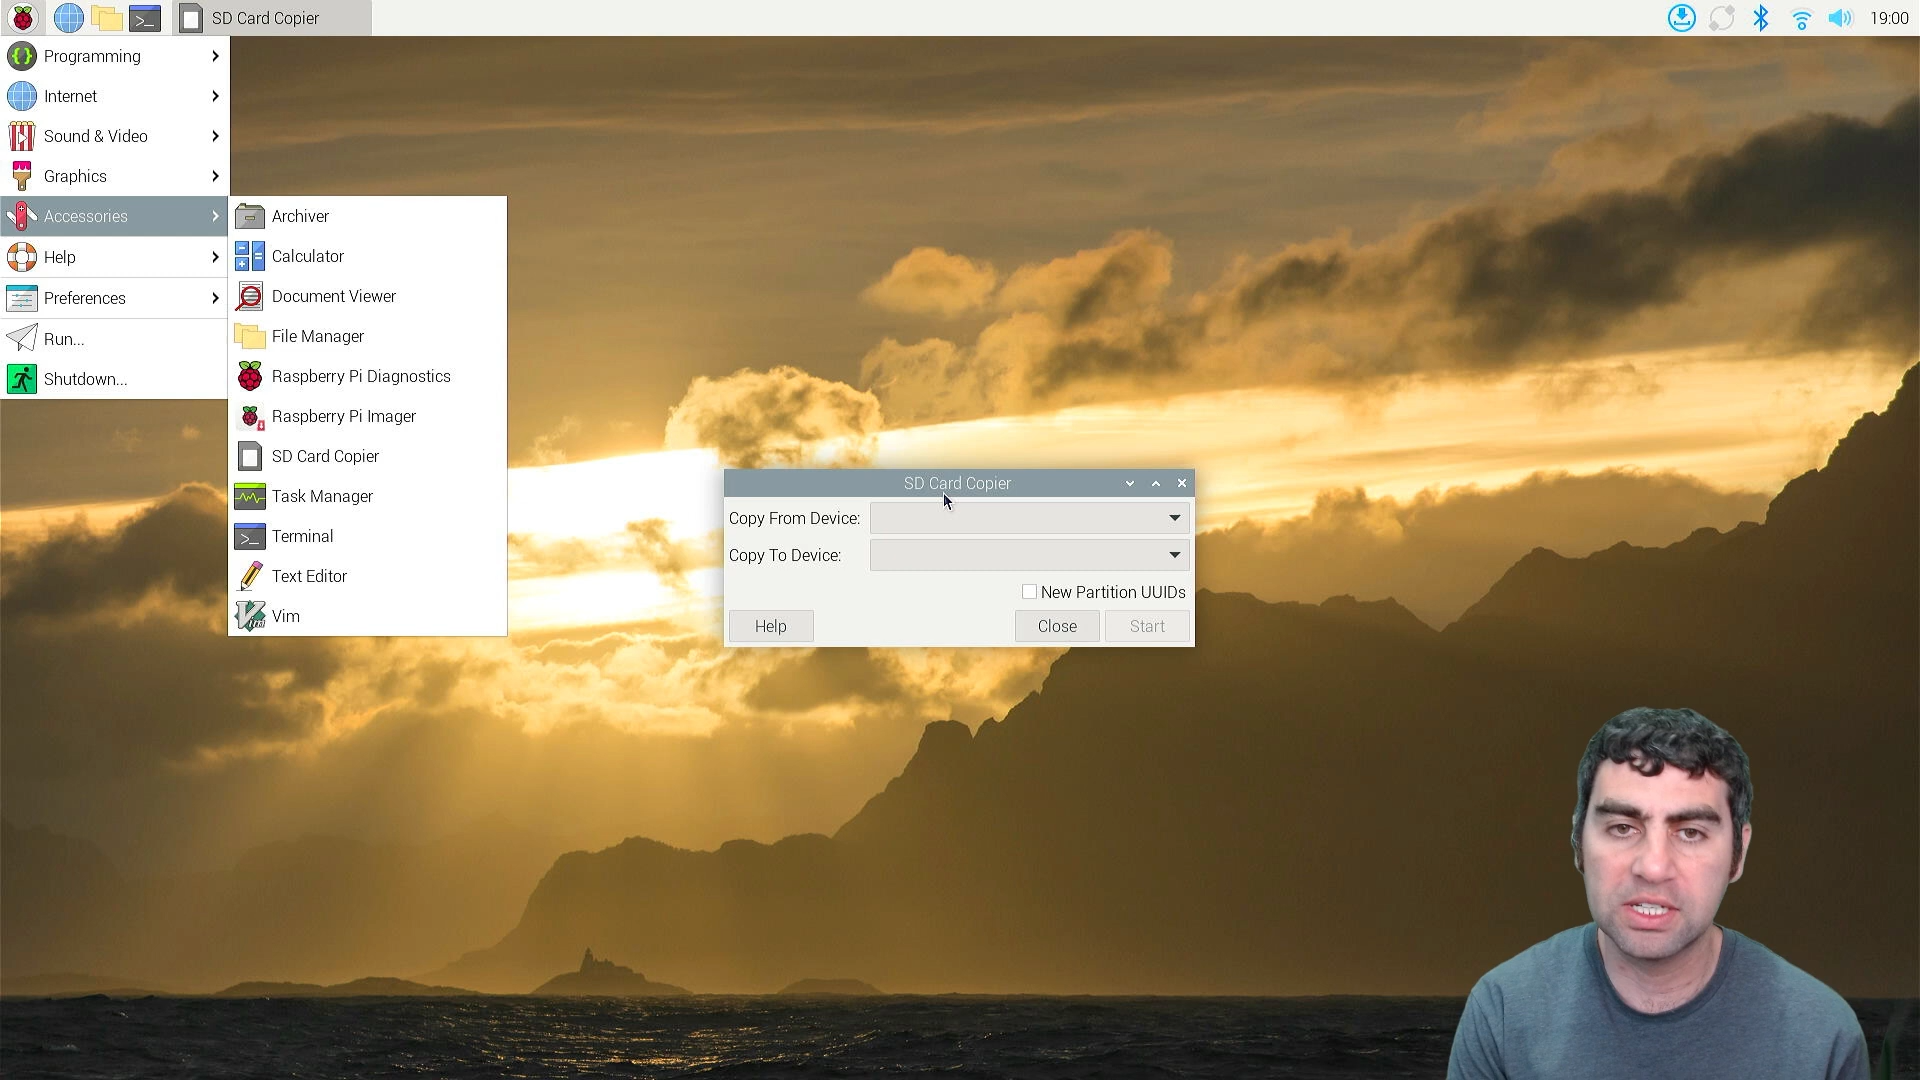 SD Card Copier
19:00
Programming
Internet
Sound & Video
Graphics
Accessories
Help
Preferences
Run...
Shutdown...
Archiver
Calculator
Document Viewer
File Manager
Raspberry Pi Diagnostics
Raspberry Pi Imager
SD Card Copier
Task Manager
Terminal
Text Editor
Vim
SD Card Copier
Copy From Device:
Copy To Device:
New Partition UUIDs
Help
Close
Start